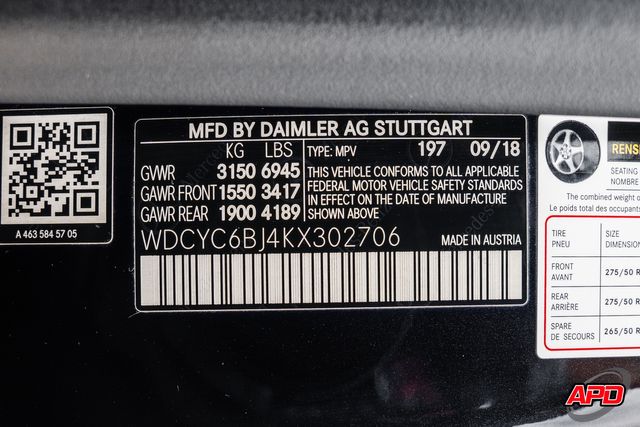 MFD BY DAIMLER AG STUTTGART
KG LBS
GVWR 3150 6945
GAWR FRONT 1550 3417
GAWR REAR 1900 4189
TYPE: MPV 197 09/18
THIS VEHICLE CONFORMS TO ALL APPLICABLE
FEDERAL MOTOR VEHICLE SAFETY STANDARDS
IN EFFECT ON THE DATE OF MANUFACTURE
SHOWN ABOVE.
WDCYC6BJ4KX302706 MADE IN AUSTRIA
A 463 584 57 05
SEATING
NOMBRE
The combined weight o
Le poids total des occupants
TIRE SIZE
PNEU DIMENSION
FRONT
AVANT
275/50 R
REAR
ARRIÈRE
275/50 R
SPARE
DE SECOURS
265/50 R
APD